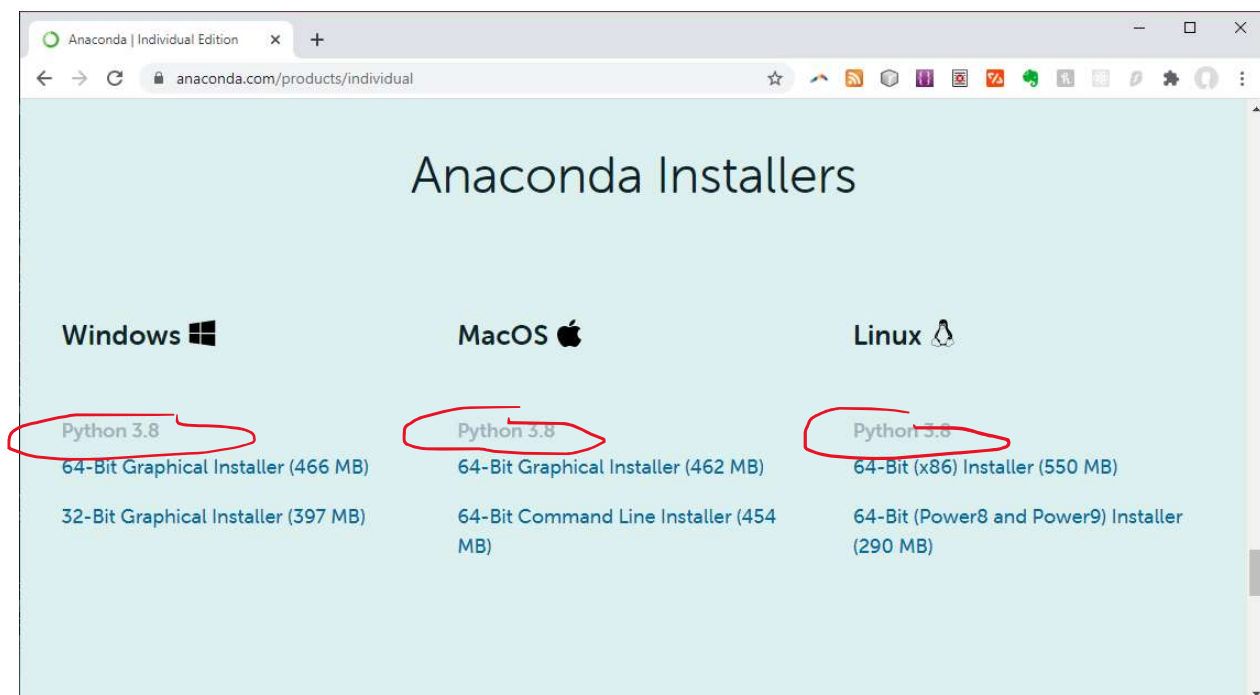 Anaconda | Individual Edition
anaconda.com/products/individual
Anaconda Installers
Windows
Python 3.8
64-Bit Graphical Installer (466 MB)
32-Bit Graphical Installer (397 MB)
MacOS
Python 3.8
64-Bit Graphical Installer (462 MB)
64-Bit Command Line Installer (454
MB)
Linux
Python 3.8
64-Bit (x86) Installer (550 MB)
64-Bit (Power8 and Power9) Installer
(290 MB)